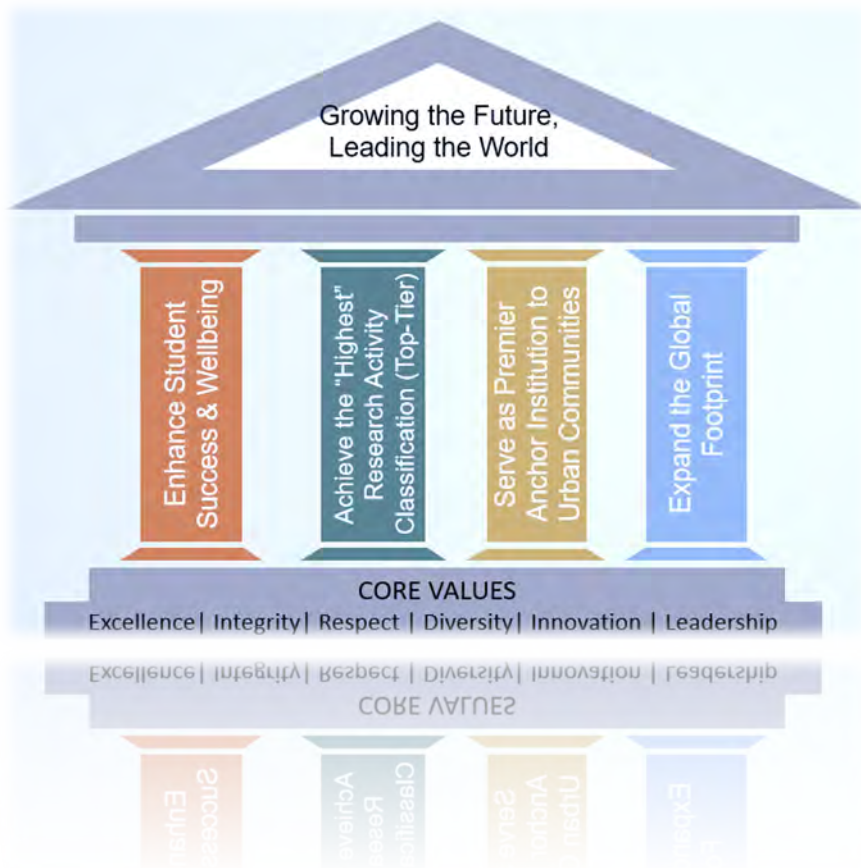 Growing the Future,
Leading the World
Enhance Student
Success & Wellbeing
Achieve the "Highest"
Research Activity
Classification (Top-Tier)
Serve as Premier
Anchor Institution to
Urban Communities
Expand the Global
Footprint
CORE VALUES
Excellence| Integrity| Respect | Diversity| Innovation | Leadership